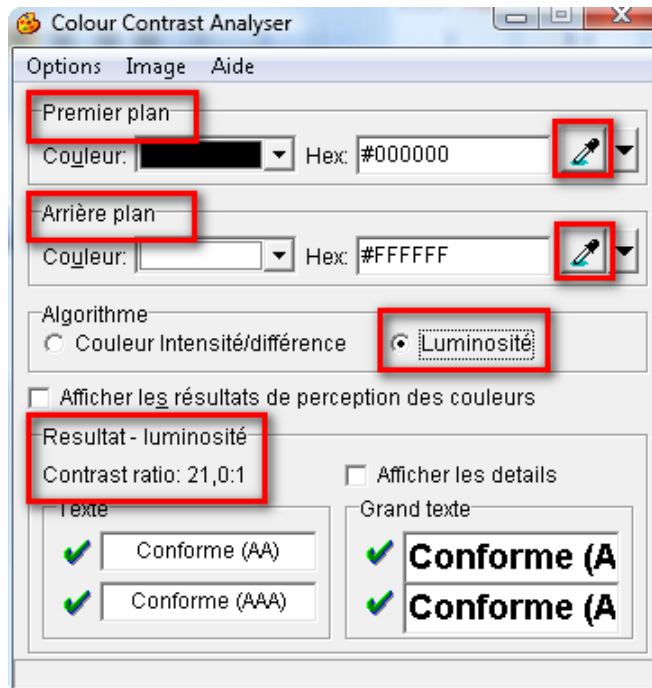 Colour Contrast Analyser
Options Image Aide
Premier plan
Couleur: Hex: #000000
Arrière plan
Couleur: Hex: #FFFFFF
Algorithme
Couleur Intensité/différence Luminosité
Afficher les résultats de perception des couleurs
Resultat - luminosité
Contrast ratio: 21,0:1 Afficher les details
Texte Grand texte
Conforme (AA) Conforme (A
Conforme (AAA) Conforme (A